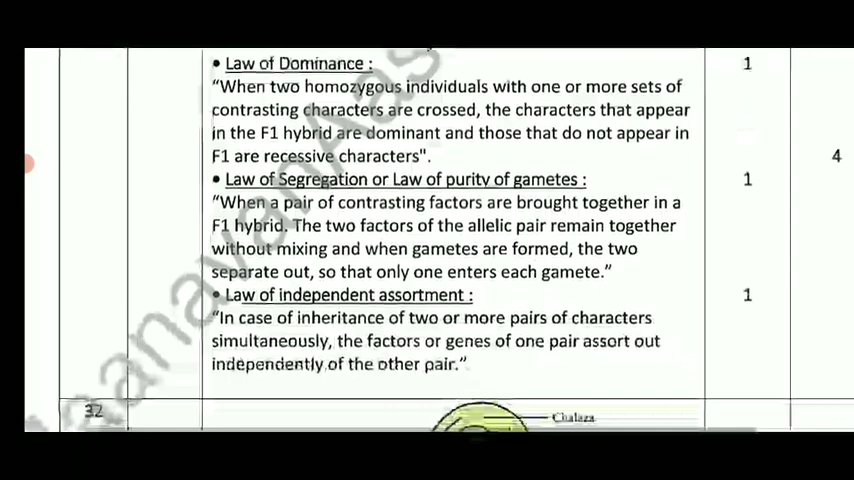 • Law of Dominance :
1
“When two homozygous individuals with one or more sets of
contrasting characters are crossed, the characters that appear
in the F1 hybrid are dominant and those that do not appear in
F1 are recessive characters".
4
• Law of Segregation or Law of purity of gametes :
1
“When a pair of contrasting factors are brought together in a
F1 hybrid. The two factors of the allelic pair remain together
without mixing and when gametes are formed, the two
separate out, so that only one enters each gamete.”
• Law of independent assortment :
1
“In case of inheritance of two or more pairs of characters
simultaneously, the factors or genes of one pair assort out
independently of the other pair.”
32
Chalaza